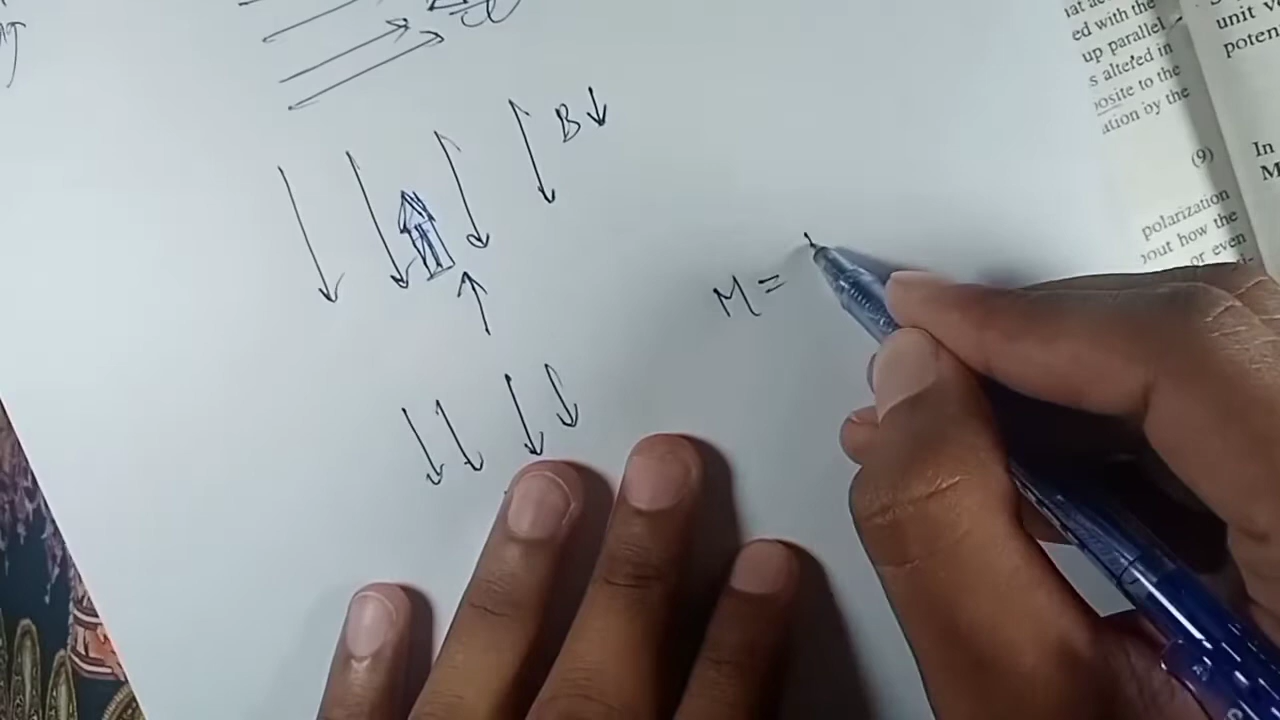 B↓
M =
iat
ed with the
up parallel
s altered in
posite to the
ation by the
(9)
polarization
out how the
or even
unit v
poten
In
M